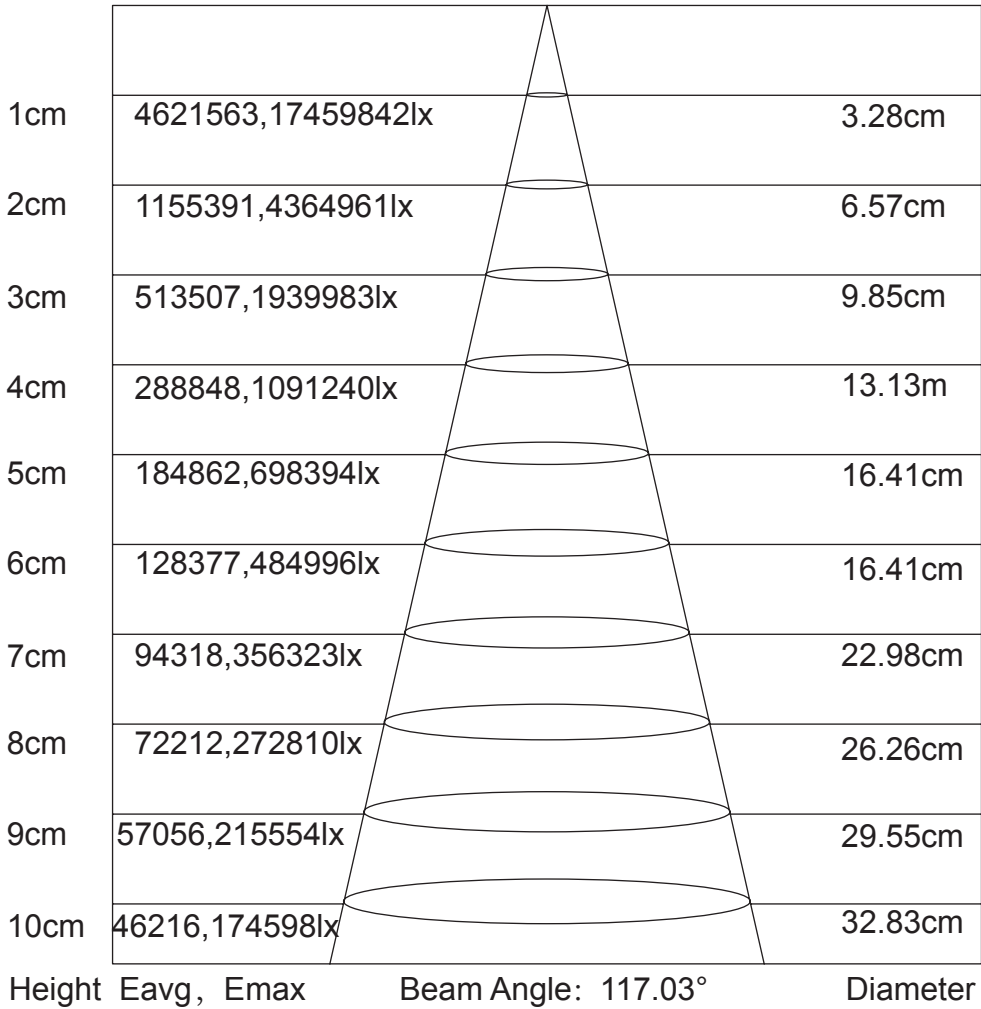 1cm 4621563,17459842lx 3.28cm
2cm 1155391,4364961lx 6.57cm
3cm 513507,1939983lx 9.85cm
4cm 288848,1091240lx 13.13m
5cm 184862,698394lx 16.41cm
6cm 128377,484996lx 16.41cm
7cm 94318,356323lx 22.98cm
8cm 72212,272810lx 26.26cm
9cm 57056,215554lx 29.55cm
10cm 46216,174598lx 32.83cm
Height Eavg, Emax Beam Angle: 117.03° Diameter